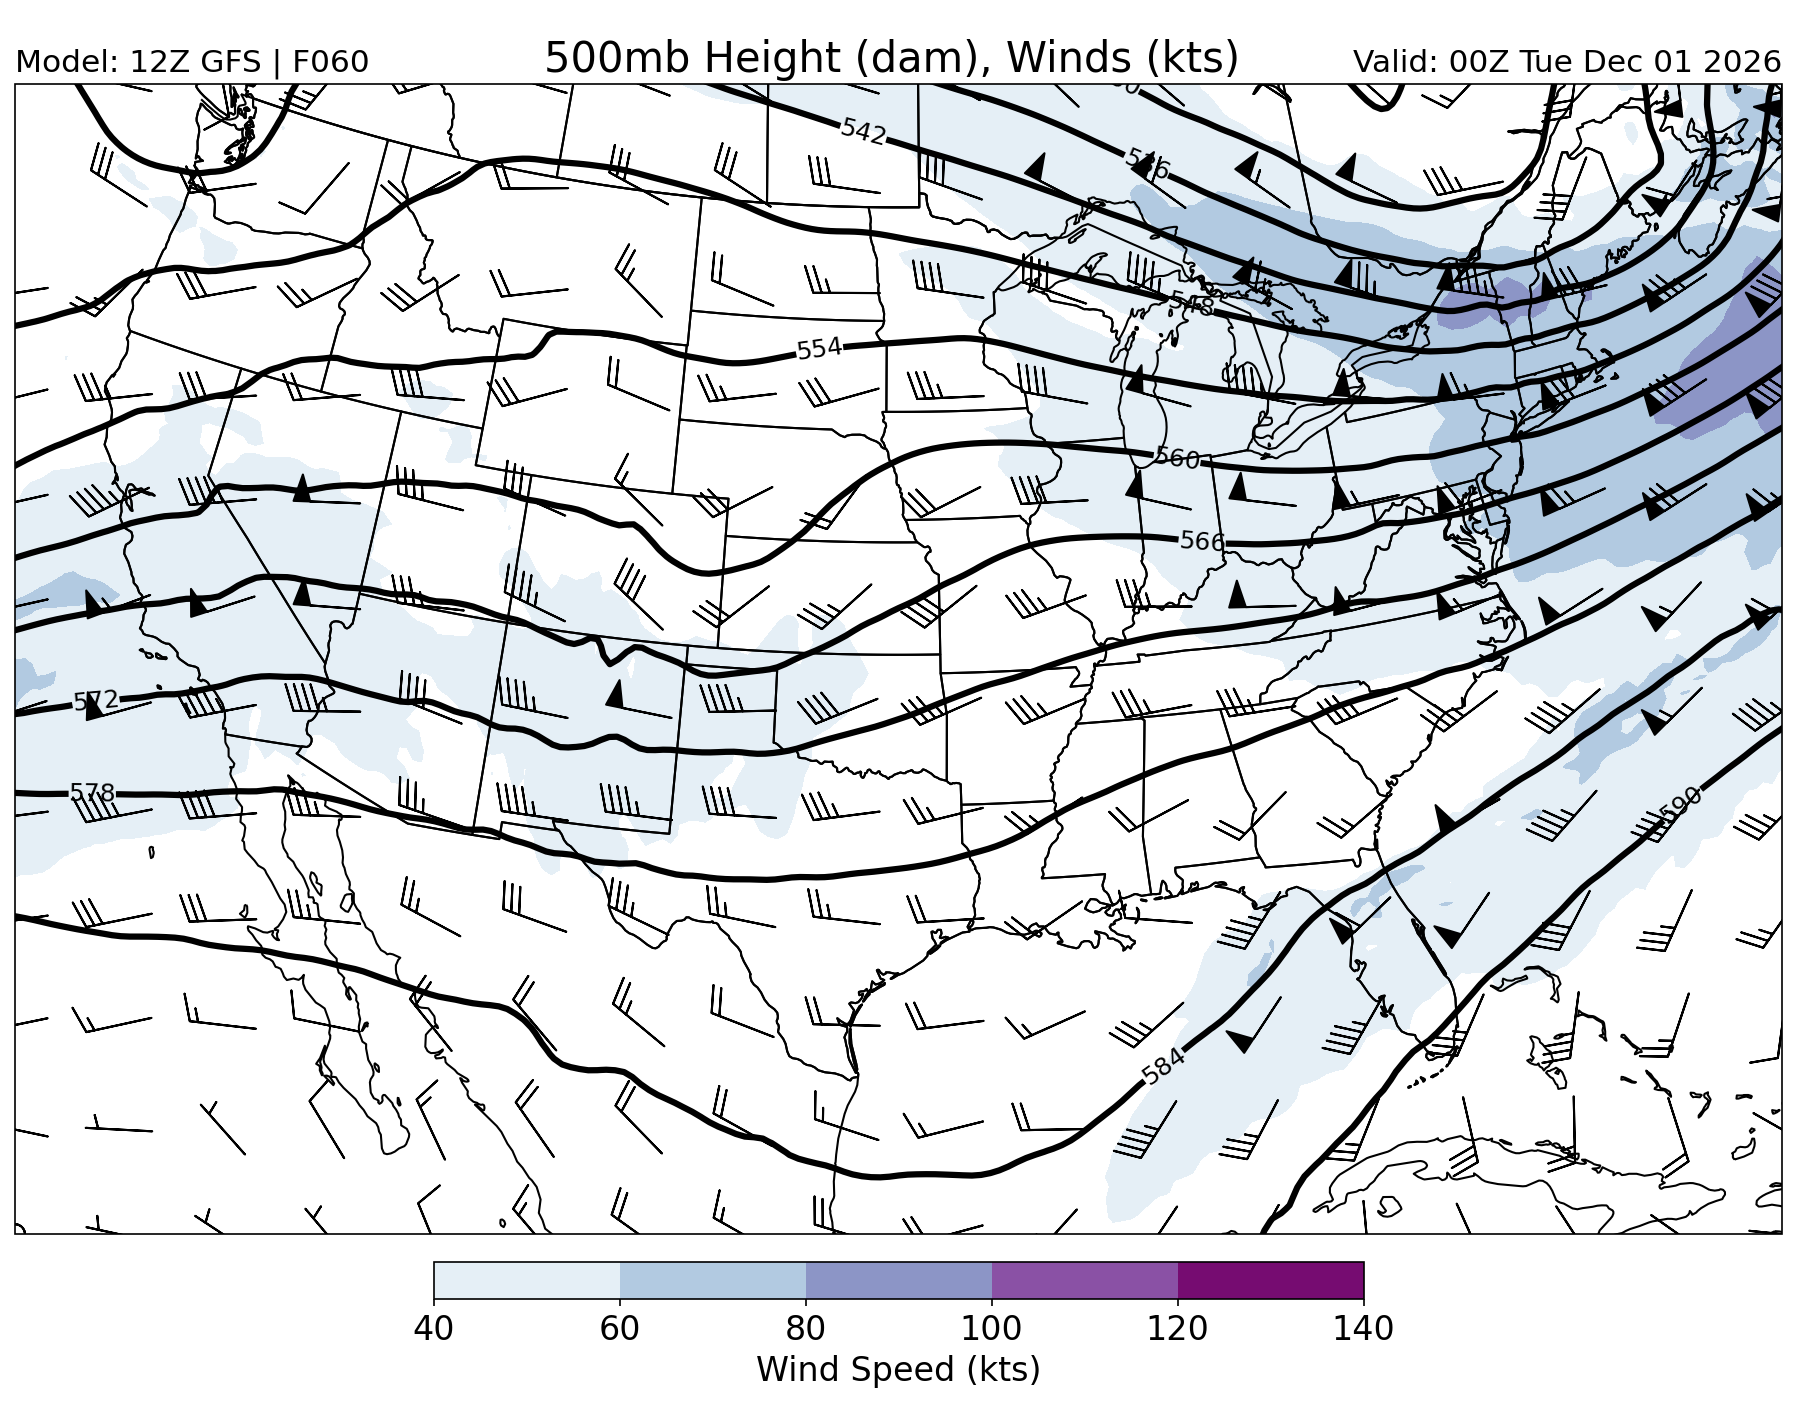 Model: 12Z GFS | F060
500mb Height (dam), Winds (kts)
Valid: 00Z Tue Dec 01 2026
542
536
548
554
560
566
572
578
590
584
40 60 80 100 120 140
Wind Speed (kts)